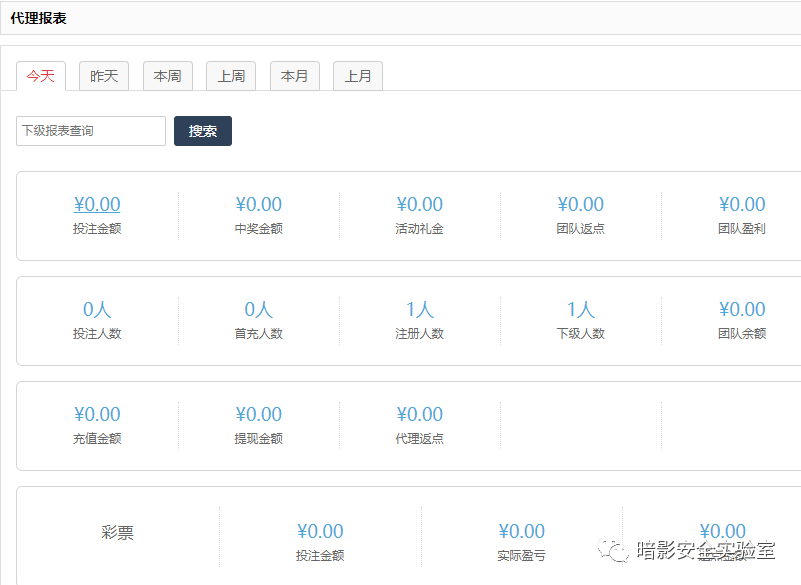 代理报表
今天 昨天 本周 上周 本月 上月
下级报表查询 搜索
¥0.00 ¥0.00 ¥0.00 ¥0.00 ¥0.00
投注金额 中奖金额 活动礼金 团队返点 团队盈利
0人 0人 1人 1人 ¥0.00
投注人数 首充人数 注册人数 下级人数 团队余额
¥0.00 ¥0.00 ¥0.00
充值金额 提现金额 代理返点
彩票 ¥0.00 ¥0.00 ¥0.00
投注金额 实际盈亏
暗影安全实验室